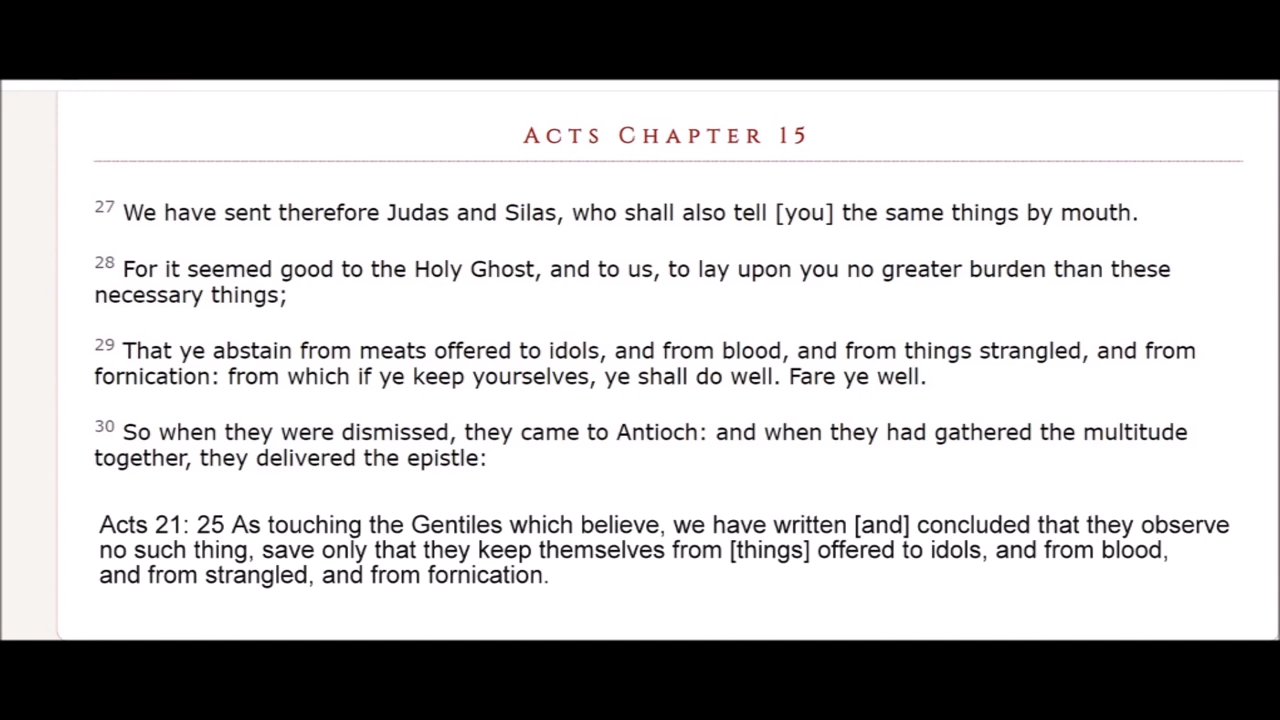 Acts Chapter 15
27 We have sent therefore Judas and Silas, who shall also tell [you] the same things by mouth.
28 For it seemed good to the Holy Ghost, and to us, to lay upon you no greater burden than these
necessary things;
29 That ye abstain from meats offered to idols, and from blood, and from things strangled, and from
fornication: from which if ye keep yourselves, ye shall do well. Fare ye well.
30 So when they were dismissed, they came to Antioch: and when they had gathered the multitude
together, they delivered the epistle:
Acts 21: 25 As touching the Gentiles which believe, we have written [and] concluded that they observe
no such thing, save only that they keep themselves from [things] offered to idols, and from blood,
and from strangled, and from fornication.